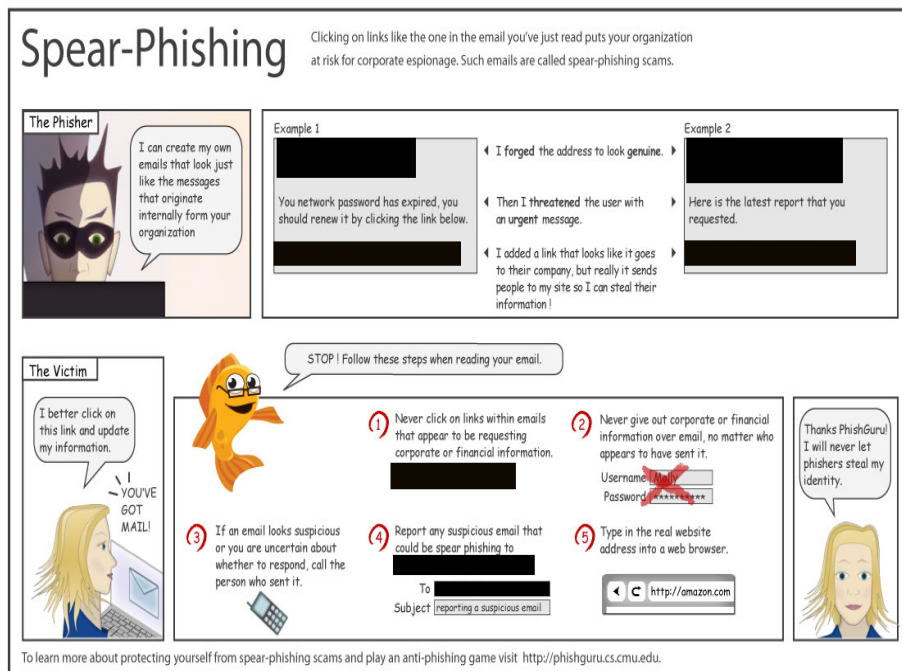 Spear-Phishing
Clicking on links like the one in the email you've just read puts your organization
at risk for corporate espionage. Such emails are called spear-phishing scams.
The Phisher
I can create my own
emails that look just
like the messages
that originate
internally form your
organization
Example 1
You network password has expired, you
should renew it by clicking the link below.
I forged the address to look genuine.
Then I threatened the user with
an urgent message.
I added a link that looks like it goes
to their company, but really it sends
people to my site so I can steal their
information !
Example 2
Here is the latest report that you
requested.
The Victim
I better click on
this link and update
my information.
YOU'VE
GOT
MAIL!
STOP ! Follow these steps when reading your email.
1
Never click on links within emails
that appear to be requesting
corporate or financial information.
2
Never give out corporate or financial
information over email, no matter who
appears to have sent it.
Username Molly
Password **********
3
If an email looks suspicious
or you are uncertain about
whether to respond, call the
person who sent it.
4
Report any suspicious email that
could be spear phishing to
To
Subject reporting a suspicious email
5
Type in the real website
address into a web browser.
http://amazon.com
Thanks PhishGuru!
I will never let
phishers steal my
identity.
To learn more about protecting yourself from spear-phishing scams and play an anti-phishing game visit http://phishguru.cs.cmu.edu.